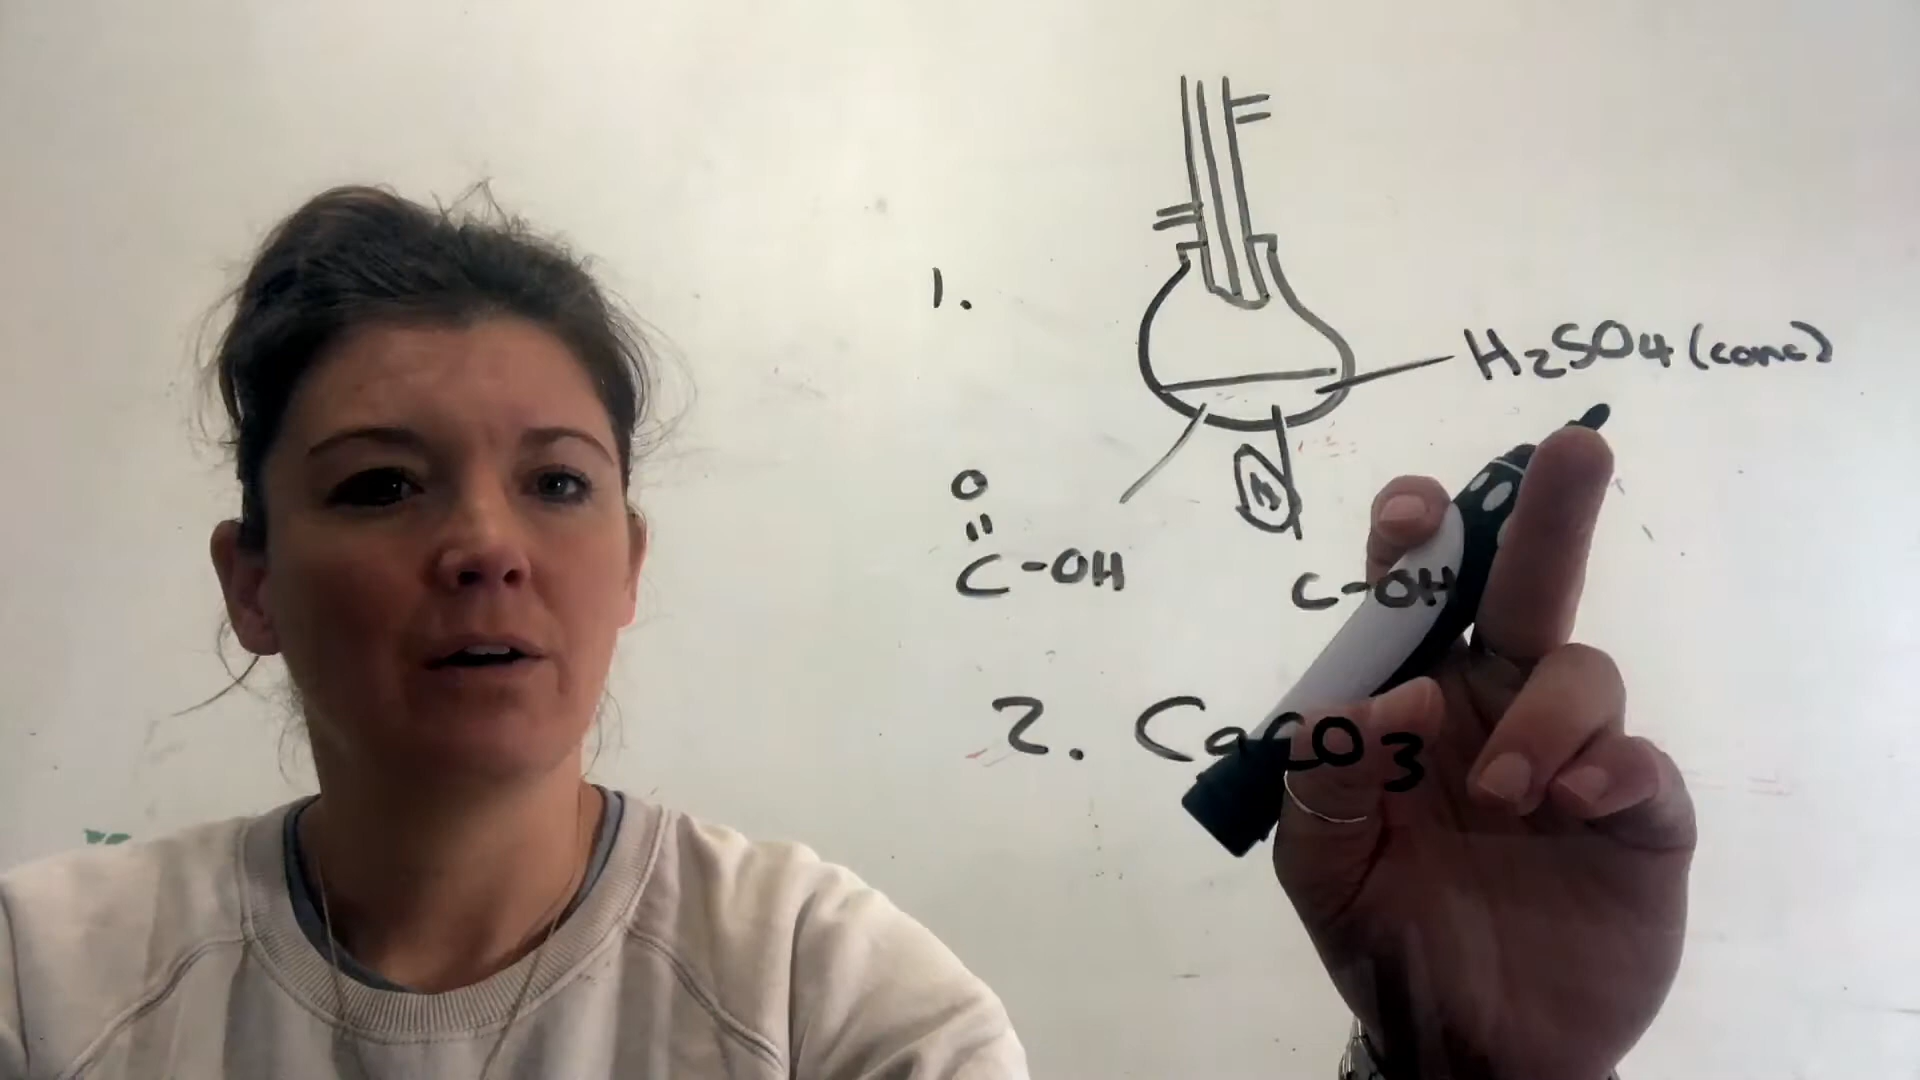 1.
H2SO4 (conc)
H
O
=
C-OH
C-OH
2. CaCO3